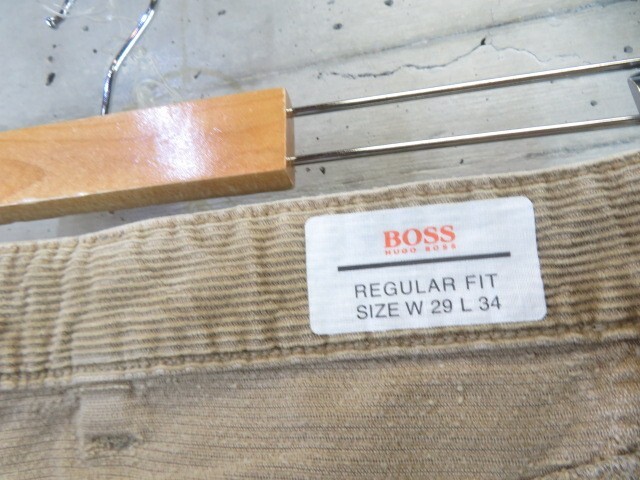 BOSS
HUGO BOSS
REGULAR FIT
SIZE W 29 L 34